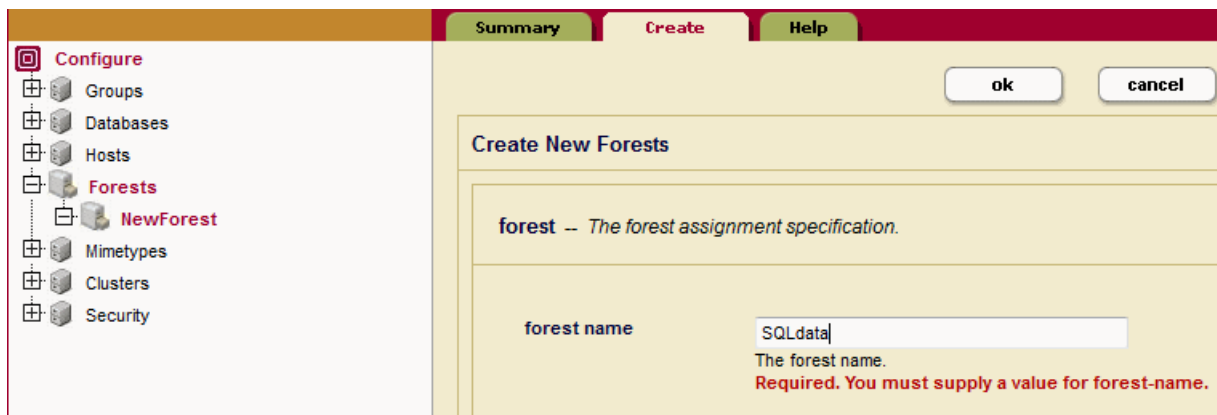 Summary Create Help
Configure
Groups
Databases
Hosts
Forests
NewForest
Mimetypes
Clusters
Security
ok cancel
Create New Forests
forest -- The forest assignment specification.
forest name SQLdata
The forest name.
Required. You must supply a value for forest-name.